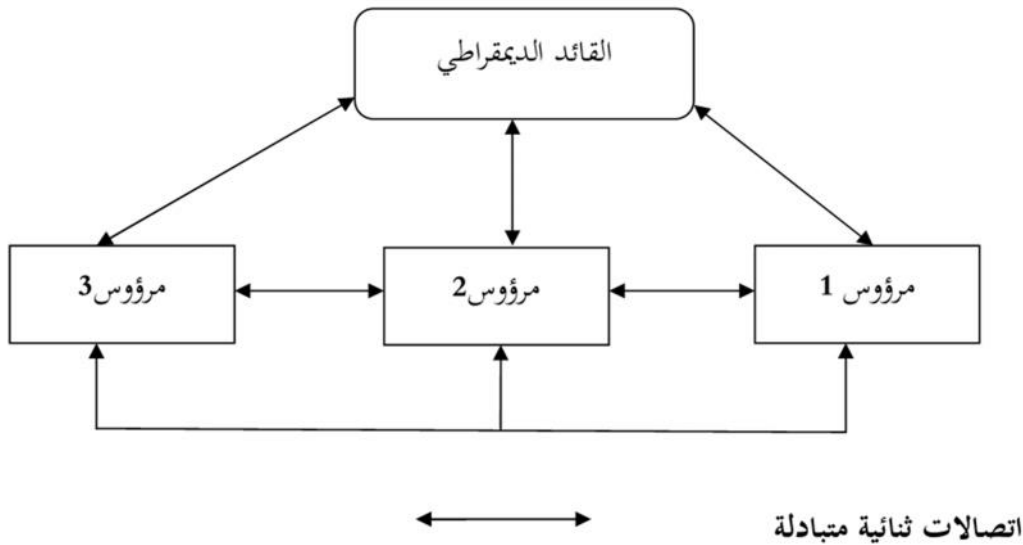 القائد الديمقراطي
مرؤوس 1
مرؤوس2
مرؤوس3
اتصالات ثنائية متبادلة